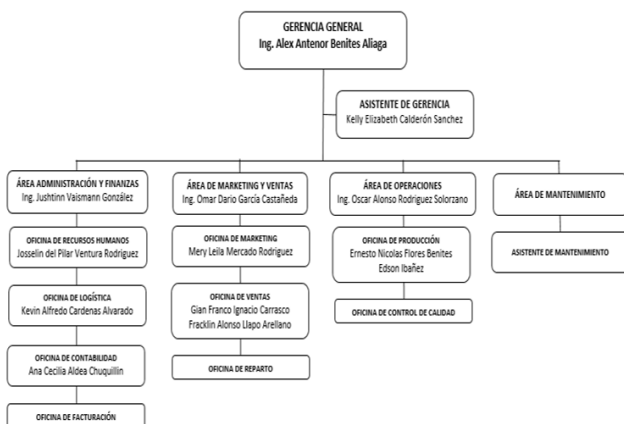 GERENCIA GENERAL
Ing. Alex Antenor Benites Aliaga
ASISTENTE DE GERENCIA
Kelly Elizabeth Calderón Sanchez
ÁREA ADMINISTRACIÓN Y FINANZAS
Ing. Jushtinn Vaismann González
OFICINA DE RECURSOS HUMANOS
Josselin del Pilar Ventura Rodriguez
OFICINA DE LOGÍSTICA
Kevin Alfredo Cardenas Alvarado
OFICINA DE CONTABILIDAD
Ana Cecilia Aldea Chuquillin
OFICINA DE FACTURACIÓN
ÁREA DE MARKETING Y VENTAS
Ing. Omar Dario García Castañeda
OFICINA DE MARKETING
Mery Leila Mercado Rodriguez
OFICINA DE VENTAS
Gian Franco Ignacio Carrasco
Fracklin Alonso Llapo Arellano
OFICINA DE REPARTO
ÁREA DE OPERACIONES
Ing. Oscar Alonso Rodriguez Solorzano
OFICINA DE PRODUCCIÓN
Ernesto Nicolas Flores Benites
Edson Ibañez
OFICINA DE CONTROL DE CALIDAD
ÁREA DE MANTENIMIENTO
ASISTENTE DE MANTENIMIENTO